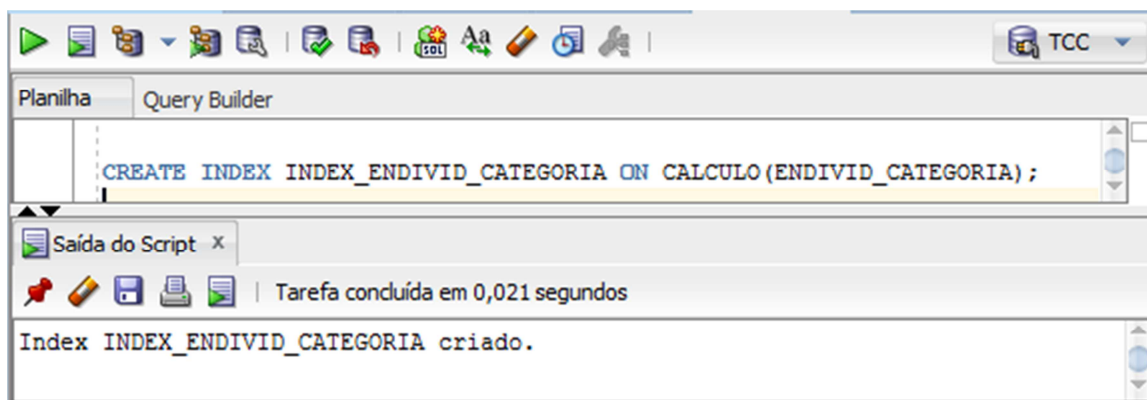 TCC
Planilha Query Builder
CREATE INDEX INDEX_ENDIVID_CATEGORIA ON CALCULO(ENDIVID_CATEGORIA);
Saída do Script x
Tarefa concluída em 0,021 segundos
Index INDEX_ENDIVID_CATEGORIA criado.